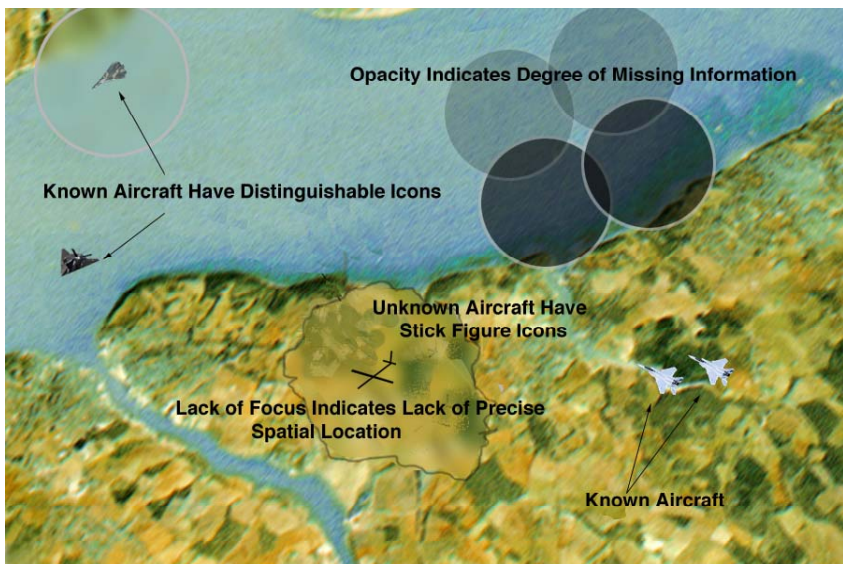 Opacity Indicates Degree of Missing Information
Known Aircraft Have Distinguishable Icons
Unknown Aircraft Have
Stick Figure Icons
Lack of Focus Indicates Lack of Precise
Spatial Location
Known Aircraft